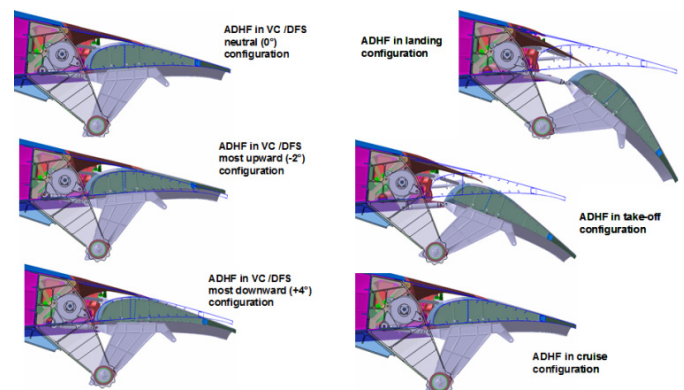 ADHF in VC /DFS
neutral (0°)
configuration
ADHF in landing
configuration
ADHF in VC /DFS
most upward (-2°)
configuration
ADHF in take-off
configuration
ADHF in VC /DFS
most downward (+4°)
configuration
ADHF in cruise
configuration